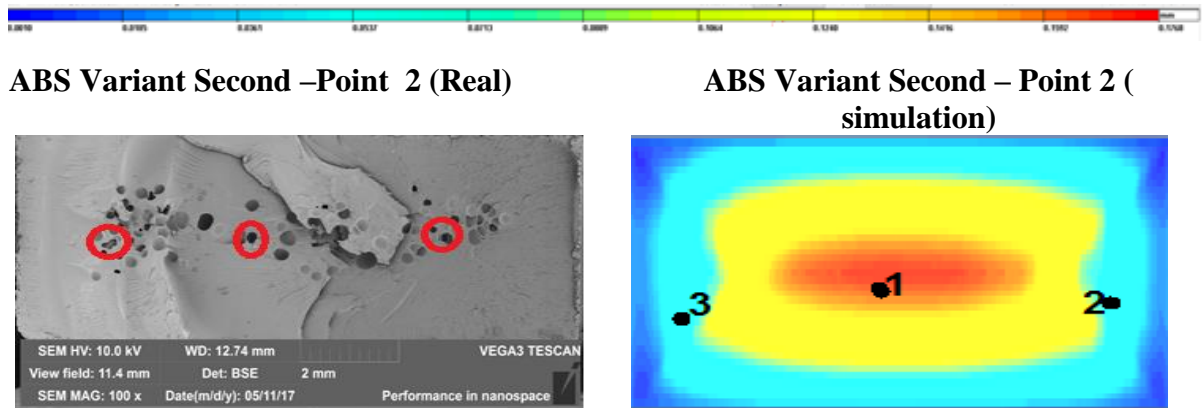 mm
ABS Variant Second –Point 2 (Real)
ABS Variant Second – Point 2 (
simulation)
1
3
2
SEM HV: 10.0 kV WD: 12.74 mm VEGA3 TESCAN
View field: 11.4 mm Det: BSE 2 mm
SEM MAG: 100 x Date(m/d/y): 05/11/17 Performance in nanospace